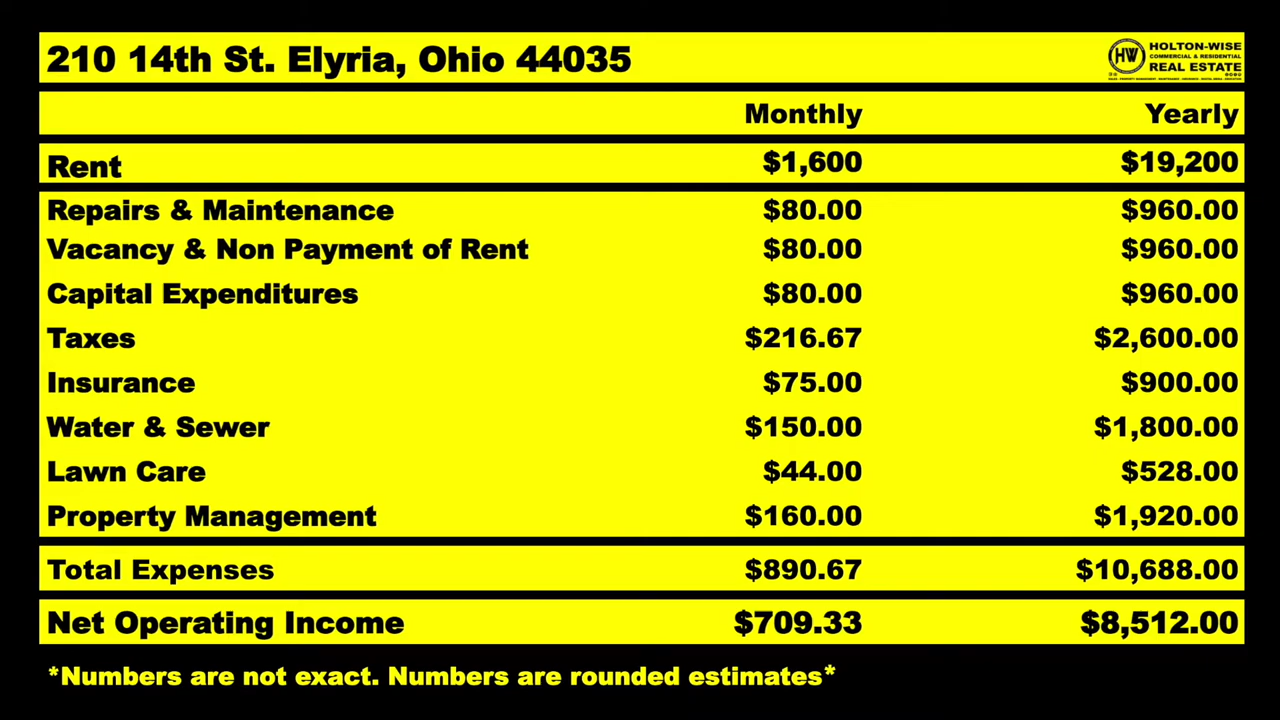 210 14th St. Elyria, Ohio 44035
HOLTON-WISE
COMMERCIAL & RESIDENTIAL
REAL ESTATE
HW
Monthly Yearly
Rent $1,600 $19,200
Repairs & Maintenance $80.00 $960.00
Vacancy & Non Payment of Rent $80.00 $960.00
Capital Expenditures $80.00 $960.00
Taxes $216.67 $2,600.00
Insurance $75.00 $900.00
Water & Sewer $150.00 $1,800.00
Lawn Care $44.00 $528.00
Property Management $160.00 $1,920.00
Total Expenses $890.67 $10,688.00
Net Operating Income $709.33 $8,512.00
*Numbers are not exact. Numbers are rounded estimates*